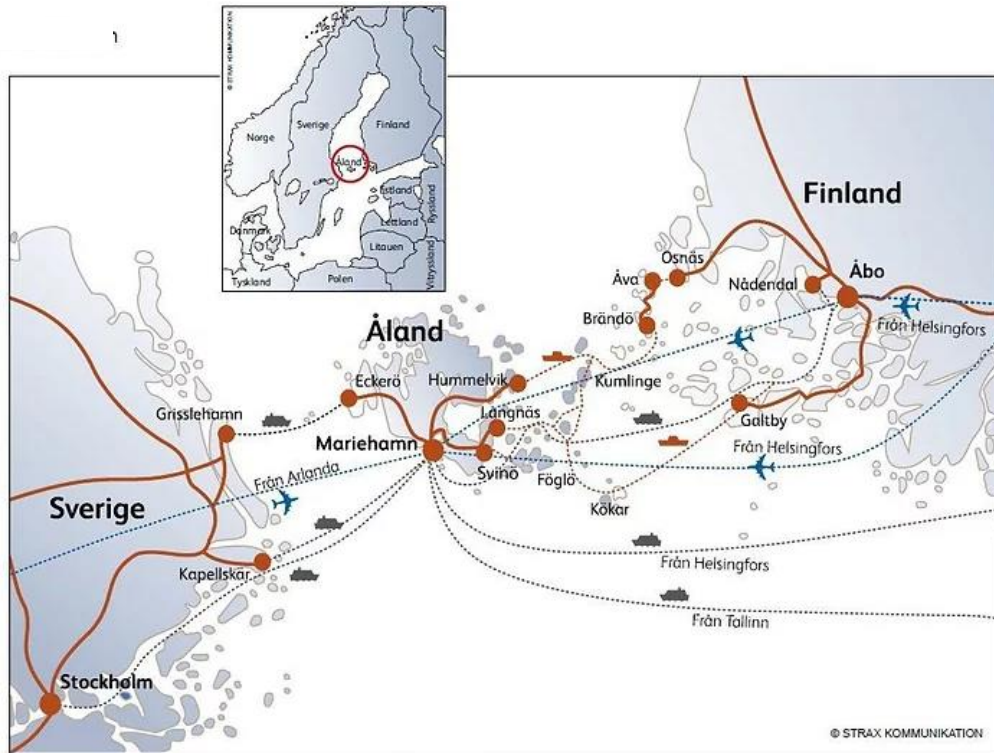 © STRAX KOMMUNIKATION
Norge
Sverige
Finland
Åland
Estland
Lettland
Litauen
Ryssland
Vitryssland
Danmark
Tyskland
Polen
Finland
Osnäs
Åva
Nådendal
Åbo
Brändö
Från Helsingfors
Åland
Eckerö
Hummelvik
Kumlinge
Grisslehamn
Långnäs
Galtby
Mariehamn
Från Helsingfors
Svinö
Föglö
Från Arlanda
Kökar
Sverige
Från Helsingfors
Kapellskär
Från Tallinn
Stockholm
© STRAX KOMMUNIKATION